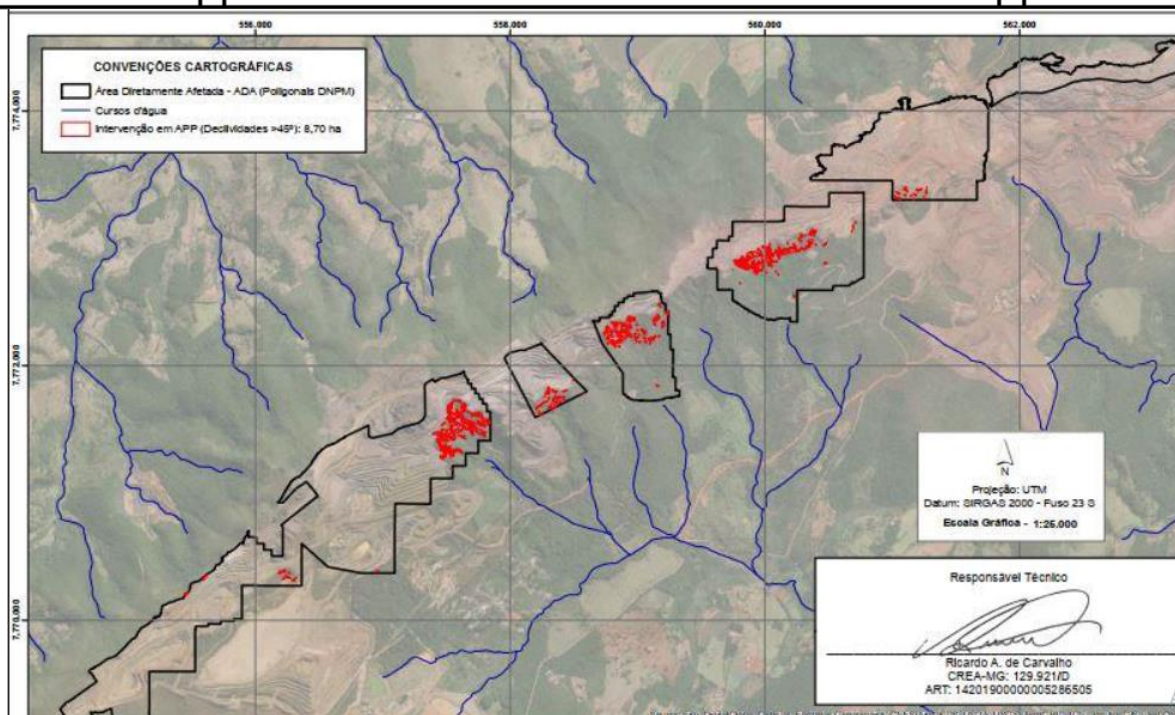 556.000
558.000
560.000
562.000
CONVENÇÕES CARTOGRÁFICAS
Área Diretamente Afetada - ADA (Poligonais DNPM)
Cursos d'água
Intervenção em APP (Declividades >45º): 8,70 ha
7.774.000
7.772.000
7.770.000
N
Projeção: UTM
Datum: SIRGAS 2000 - Fuso 23 S
Escala Gráfica - 1:25.000
Responsável Técnico
Ricardo A. de Carvalho
CREA-MG: 129.921/D
ART: 14201900000005286505